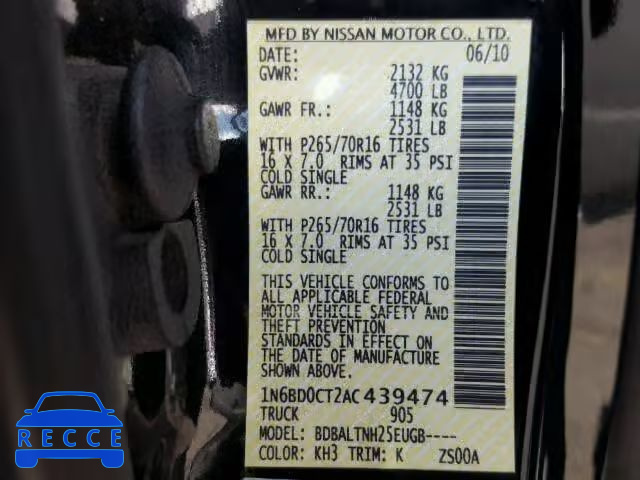 MFD BY NISSAN MOTOR CO., LTD.
DATE: 06/10
GVWR: 2132 KG
4700 LB
GAWR FR.: 1148 KG
2531 LB
WITH P265/70R16 TIRES
16 X 7.0 RIMS AT 35 PSI
COLD SINGLE
GAWR RR.: 1148 KG
2531 LB
WITH P265/70R16 TIRES
16 X 7.0 RIMS AT 35 PSI
COLD SINGLE
THIS VEHICLE CONFORMS TO
ALL APPLICABLE FEDERAL
MOTOR VEHICLE SAFETY AND
THEFT PREVENTION
STANDARDS IN EFFECT ON
THE DATE OF MANUFACTURE
SHOWN ABOVE.
1N6BD0CT2AC439474
TRUCK 905
MODEL: BDBALTNH25EUGB----
COLOR: KH3 TRIM: K ZS00A
RECCE